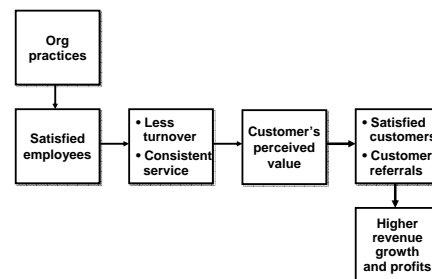 Org
practices
Satisfied
employees
• Less
turnover
• Consistent
service
Customer's
perceived
value
• Satisfied
customers
• Customer
referrals
Higher
revenue
growth
and profits